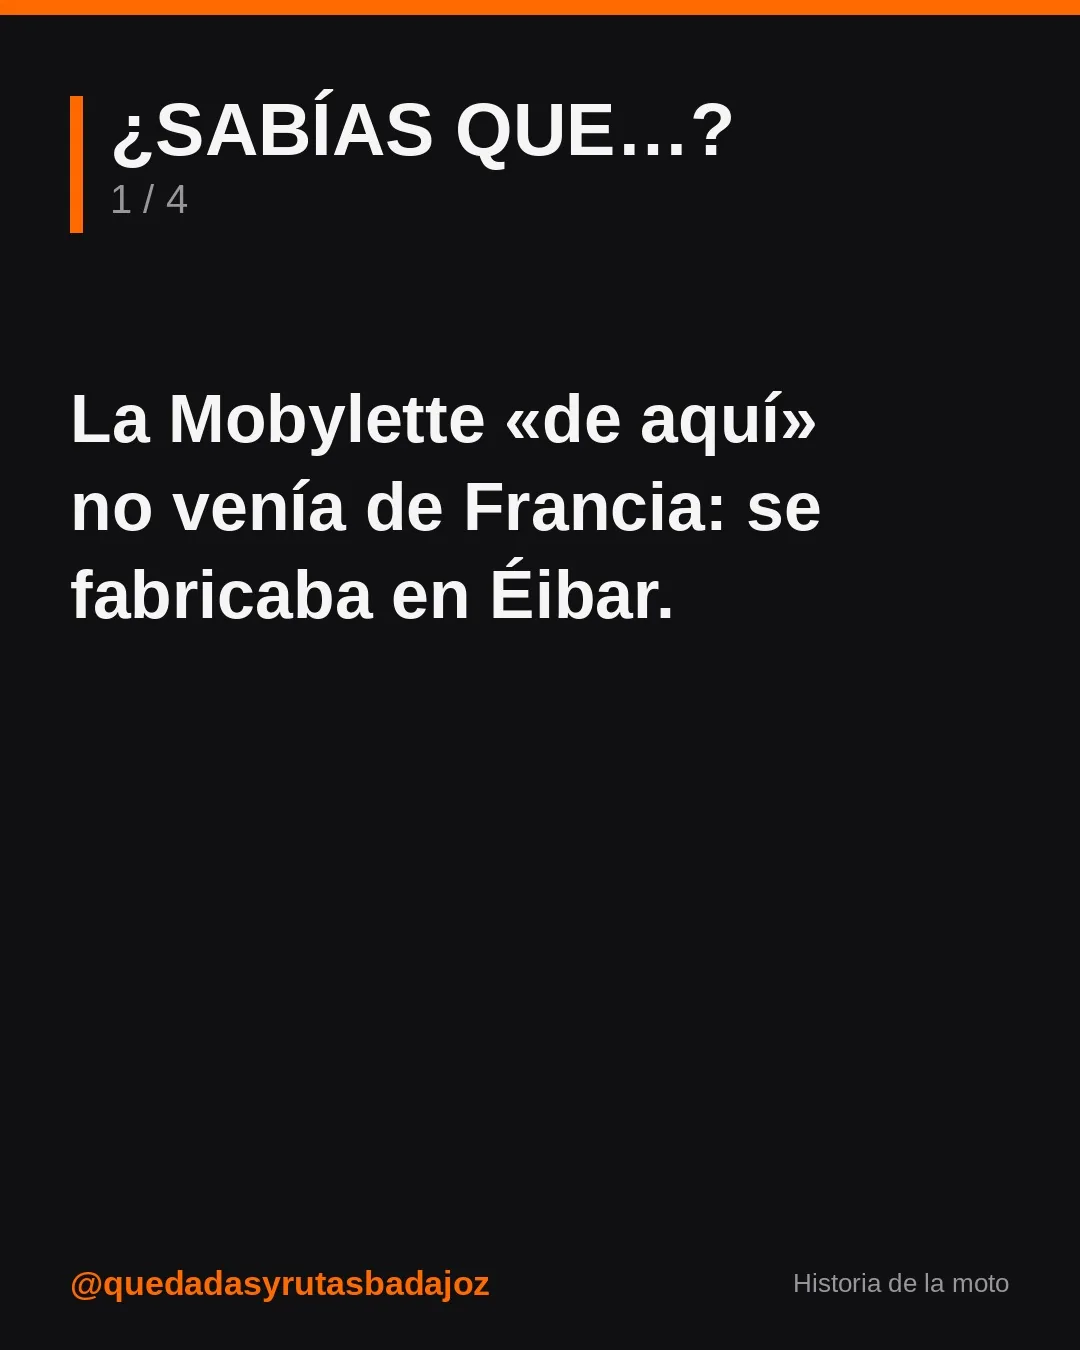 ¿SABÍAS QUE…?
1 / 4
La Mobylette «de aquí»
no venía de Francia: se
fabricaba en Éibar.
@quedadasyrutasbadajoz
Historia de la moto